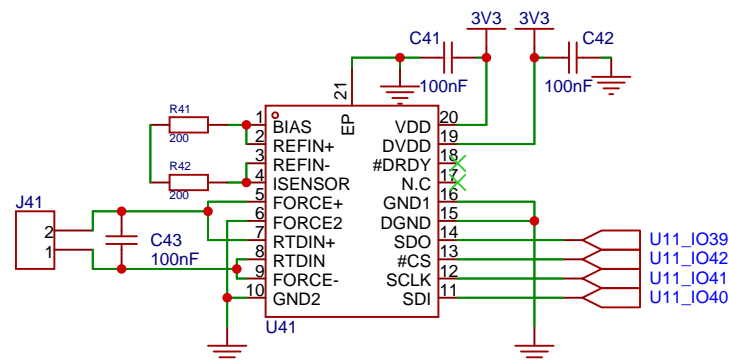 3V3
3V3
C41
C42
100nF
100nF
21
EP
R41
200
R42
200
1
BIAS
VDD
20
2
REFIN+
DVDD
19
3
REFIN-
#DRDY
18
4
ISENSOR
N.C
17
5
FORCE+
GND1
16
6
FORCE2
DGND
15
7
RTDIN+
SDO
14
8
RTDIN
#CS
13
9
FORCE-
SCLK
12
10
GND2
SDI
11
J41
2
1
C43
100nF
U11_IO39
U11_IO42
U11_IO41
U11_IO40
U41